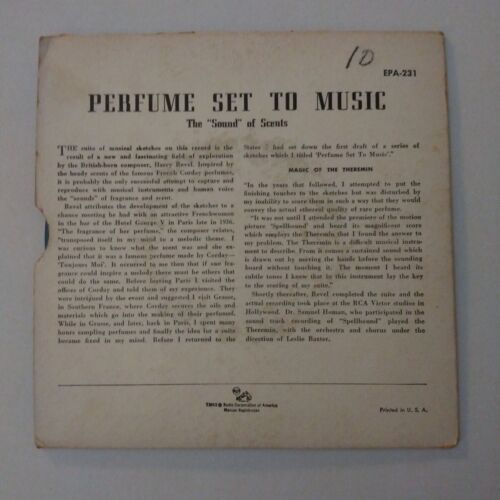 10
EPA-231
PERFUME SET TO MUSIC
The "Sound" of Scents
THE suite of musical sketches on this record is the
result of a new and fascinating field of exploration
by the British-born composer, Harry Revel. Inspired by
the heady scents of the famous French Corday perfumes,
it is probably the only successful attempt to capture and
reproduce with musical instruments and human voice
the "sounds" of fragrance and scent.
Revel attributes the development of the sketches to a
chance meeting he had with an attractive Frenchwoman
in the bar of the Hotel George V in Paris late in 1936.
"The fragrance of her perfume," the composer relates,
"transposed itself in my mind to a melodic theme. I
was curious to know what the scent was and she ex-
plained that it was a famous perfume made by Corday—
'Toujours Moi'. It occurred to me then that if one fra-
grance could inspire a melody there must be others that
could do the same. Before leaving Paris I visited the
offices of Corday and told them of my experience. They
were intrigued by the event and suggested I visit Grasse,
in Southern France, where Corday secures the oils and
materials which go into the making of their perfumed.
While in Grasse, and later, back in Paris, I spent many
hours sampling perfumes and finally the idea for a suite
became fixed in my mind. Before I returned to the
States I had set down the first draft of a series of
sketches which I titled 'Perfume Set To Music'."
MAGIC OF THE THEREMIN
"In the years that followed, I attempted to put the
finishing touches to the sketches but was disturbed by
my inability to score them in such a way that they would
convey the actual ethereal quality of rare perfume.
"It was not until I attended the premiere of the motion
picture 'Spellbound' and heard its magnificent score
which employs the Theremin that I found the answer to
my problem. The Theremin is a difficult musical instru-
ment to describe. From it comes a sustained sound which
is drawn out by moving the hands before the sounding
board without touching it. The moment I heard its
subtle tones I knew that by this instrument lay the key
to the scoring of my suite."
Shortly thereafter, Revel completed the suite and the
actual recording took place at the RCA Victor studios in
Hollywood. Dr. Samuel Hoffman, who participated in the
sound track recording of "Spellbound" played the
Theremin, with the orchestra and chorus under the
direction of Leslie Baxter.
TMKS ® Radio Corporation of America
Marcas Registradas
Printed in U. S. A.